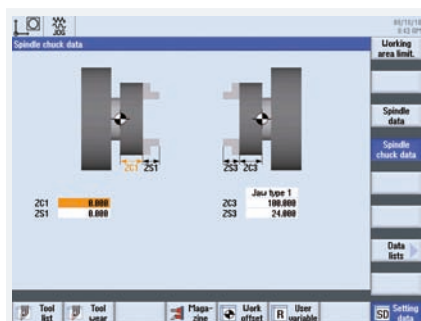 JOG
Spindle chuck data
Working
area limit.
Spindle
data
Spindle
chuck data
ZC1 ZS1
ZS3 ZC3
Jaw type 1
ZC1 0.000
ZS1 0.000
ZC3 100.000
ZS3 24.000
Data
lists
Tool
list
Tool
wear
Maga-
zine
Work
offset
R User
variable
SD Setting
data